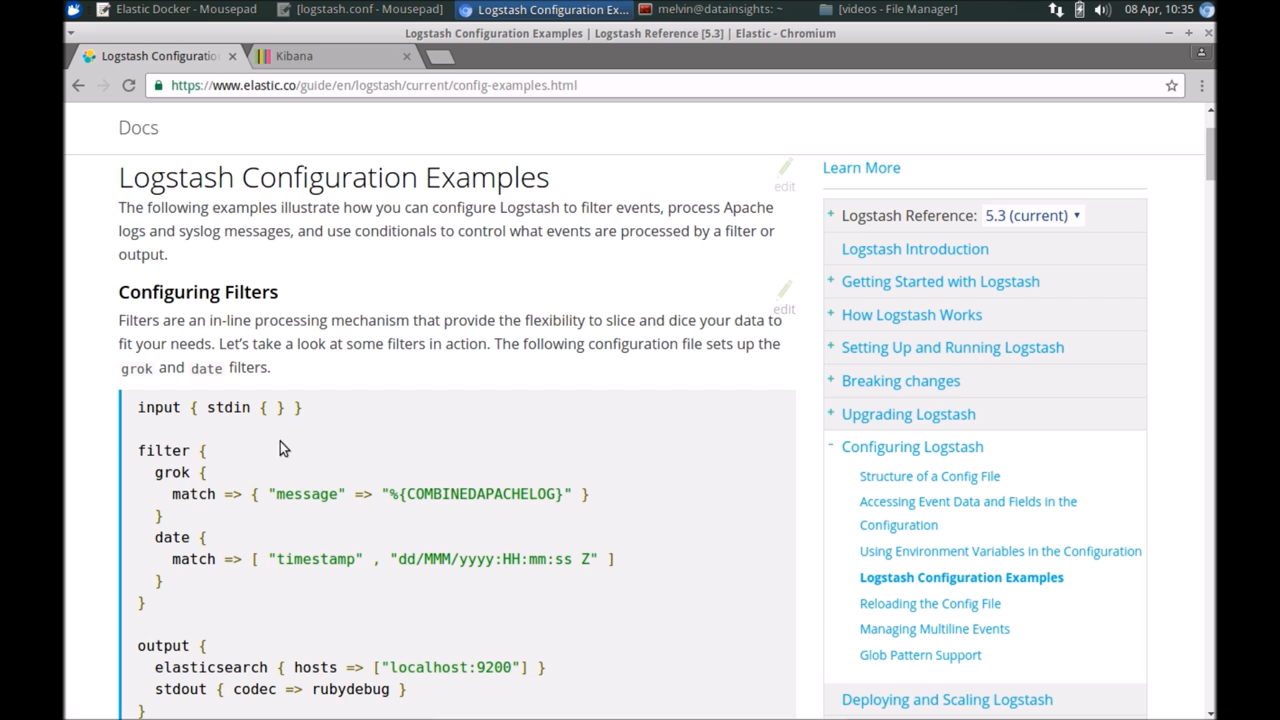 Elastic Docker - Mousepad
[logstash.conf - Mousepad]
Logstash Configuration Ex...
melvin@datainsights: ~
[videos - File Manager]
08 Apr, 10:35
Logstash Configuration Examples | Logstash Reference [5.3] | Elastic - Chromium
Logstash Configuratio
Kibana
https://www.elastic.co/guide/en/logstash/current/config-examples.html
Docs
Logstash Configuration Examples
edit
The following examples illustrate how you can configure Logstash to filter events, process Apache
logs and syslog messages, and use conditionals to control what events are processed by a filter or
output.
Configuring Filters
edit
Filters are an in-line processing mechanism that provide the flexibility to slice and dice your data to
fit your needs. Let's take a look at some filters in action. The following configuration file sets up the
grok and date filters.
input { stdin { } }
filter {
grok {
match => { "message" => "%{COMBINEDAPACHELOG}" }
}
date {
match => [ "timestamp" , "dd/MMM/yyyy:HH:mm:ss Z" ]
}
}
output {
elasticsearch { hosts => ["localhost:9200"] }
stdout { codec => rubydebug }
}
Learn More
+ Logstash Reference: 5.3 (current) ▾
Logstash Introduction
+ Getting Started with Logstash
+ How Logstash Works
+ Setting Up and Running Logstash
+ Breaking changes
+ Upgrading Logstash
- Configuring Logstash
Structure of a Config File
Accessing Event Data and Fields in the
Configuration
Using Environment Variables in the Configuration
Logstash Configuration Examples
Reloading the Config File
Managing Multiline Events
Glob Pattern Support
Deploying and Scaling Logstash